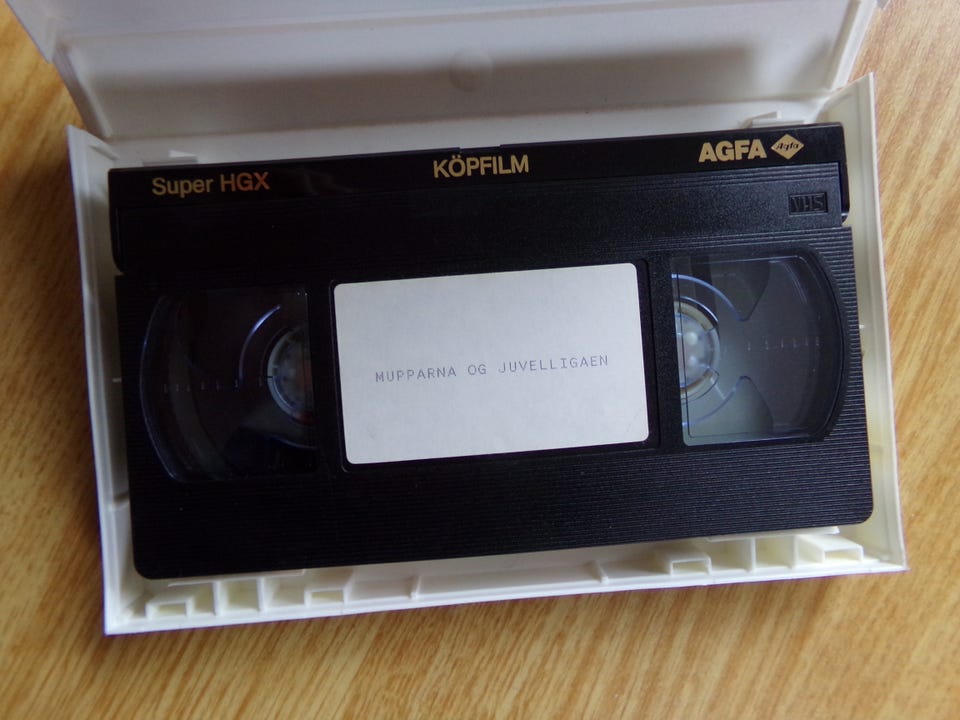 Super HGX
KÖPFILM
AGFA Agfa
VHS
MUPPARNA OG JUVELLIGAEN